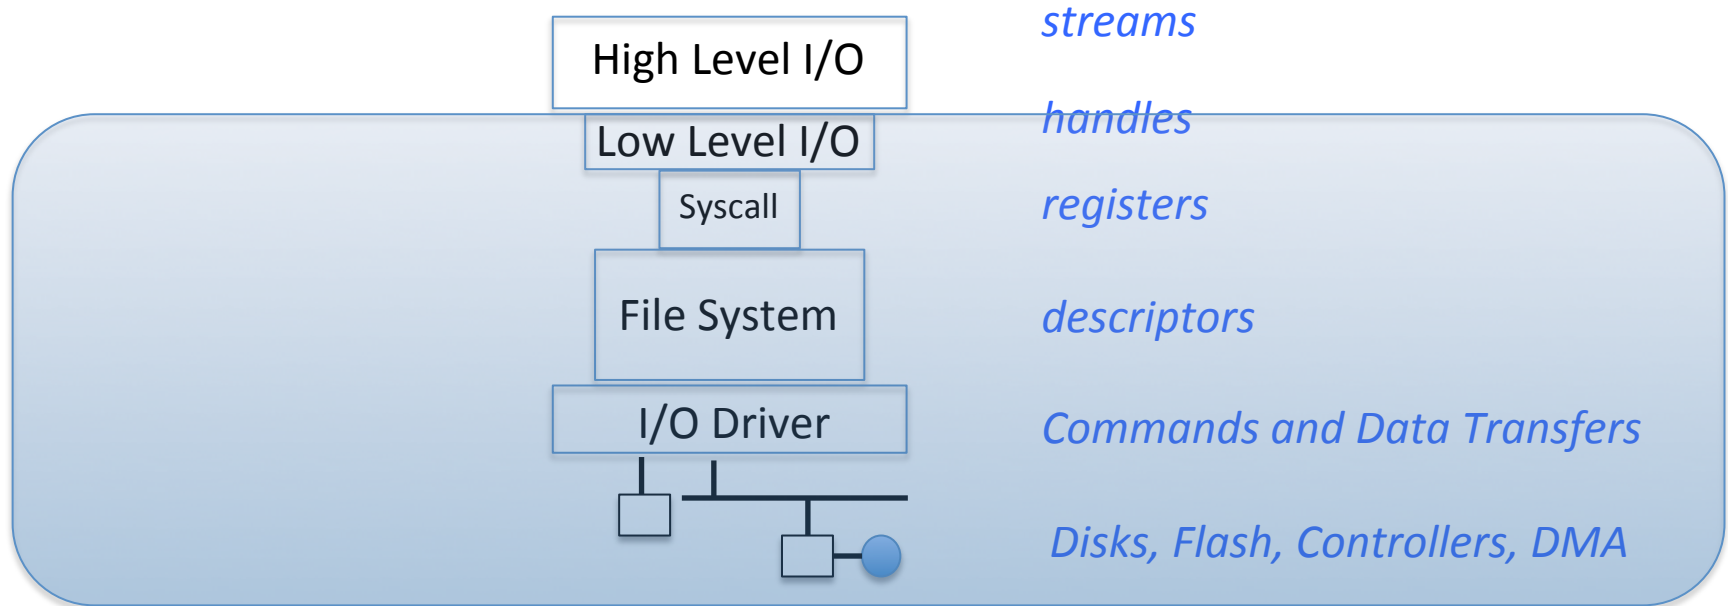 streams
High Level I/O
handles
Low Level I/O
registers
Syscall
File System
descriptors
I/O Driver
Commands and Data Transfers
Disks, Flash, Controllers, DMA